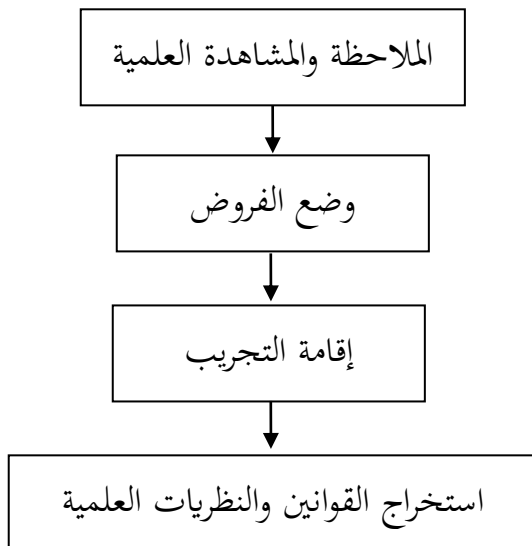 الملاحظة والمشاهدة العلمية
وضع الفروض
إقامة التجريب
استخراج القوانين والنظريات العلمية